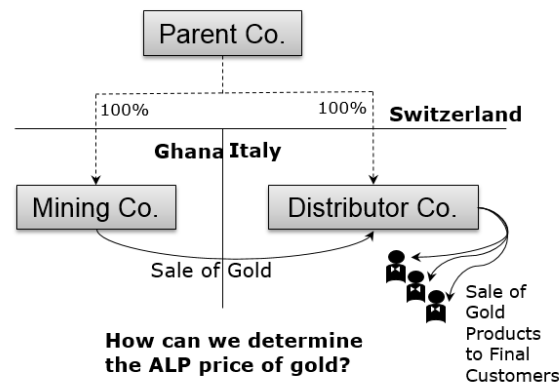 Parent Co.
100%
100%
Switzerland
Ghana Italy
Mining Co.
Distributor Co.
Sale of Gold
Sale of
Gold
Products
to Final
Customers
How can we determine
the ALP price of gold?